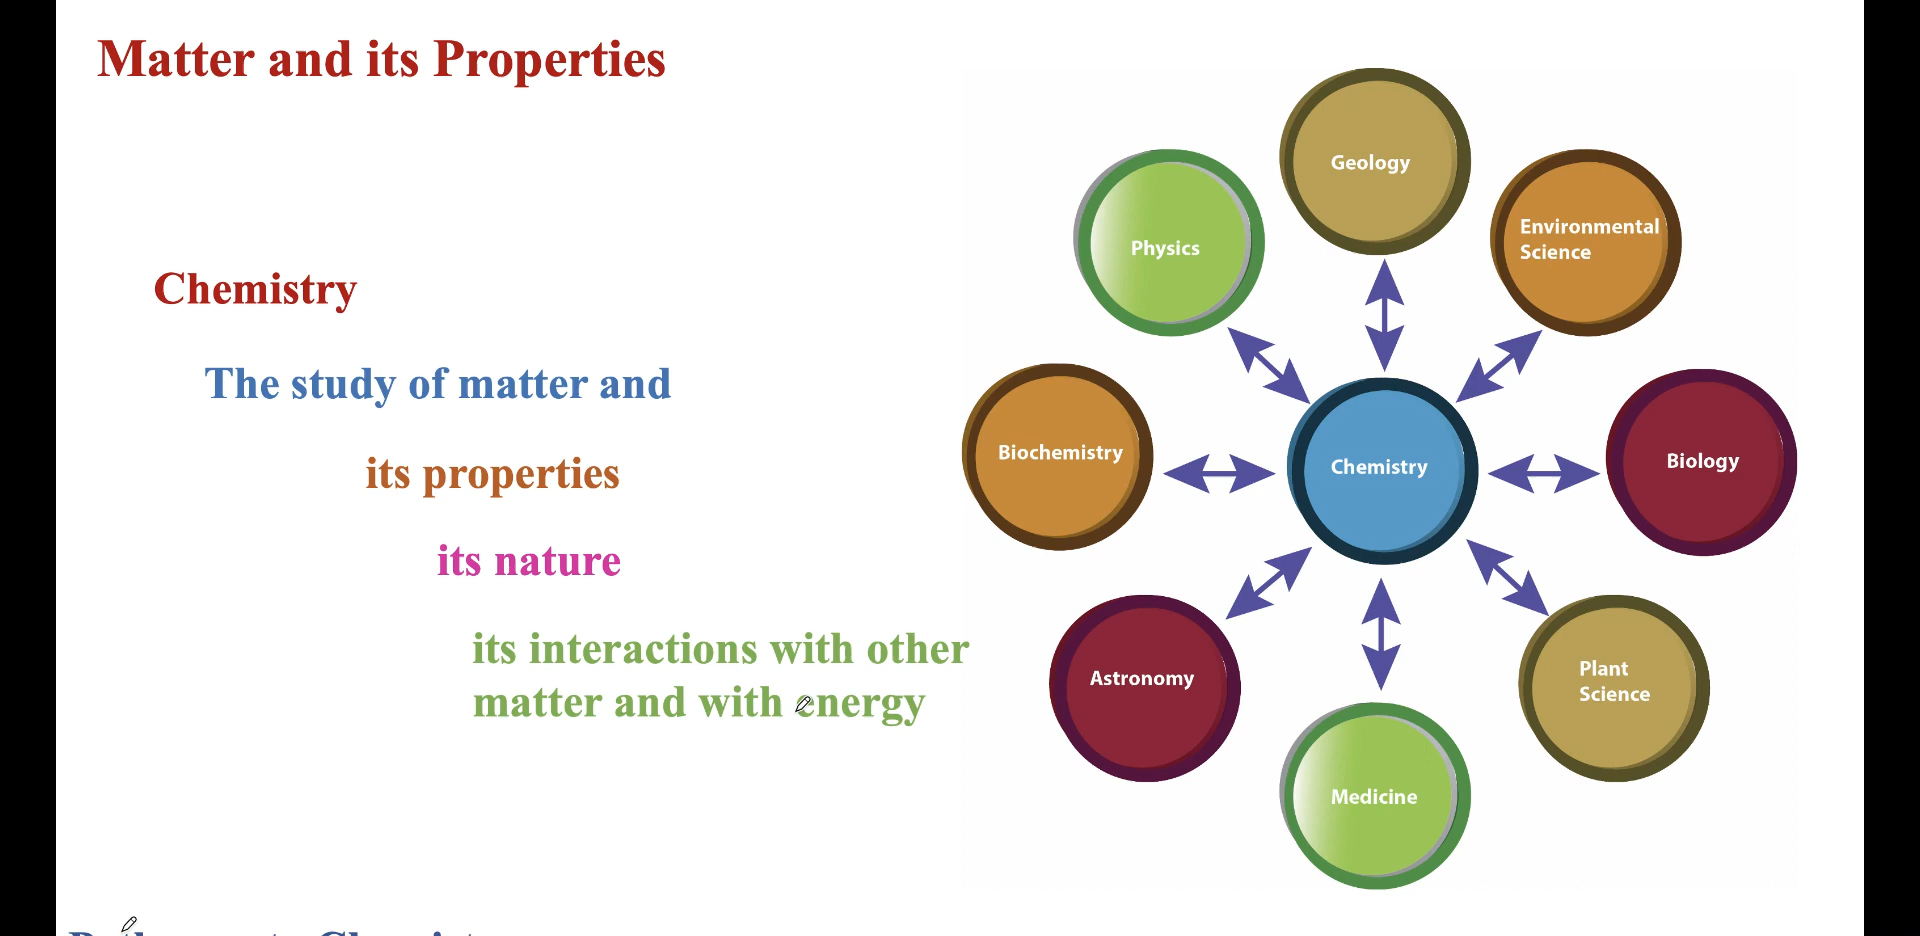 Matter and its Properties
Chemistry
The study of matter and
its properties
its nature
its interactions with other
matter and with energy
Geology
Physics
Environmental
Science
Biochemistry
Chemistry
Biology
Astronomy
Plant
Science
Medicine